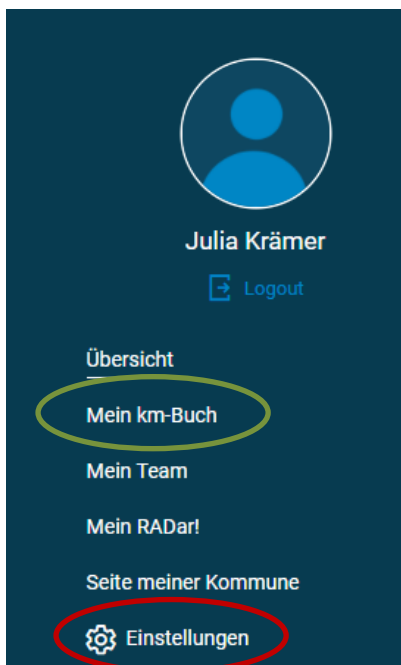 Julia Krämer
Logout
Übersicht
Mein km-Buch
Mein Team
Mein RADar!
Seite meiner Kommune
Einstellungen